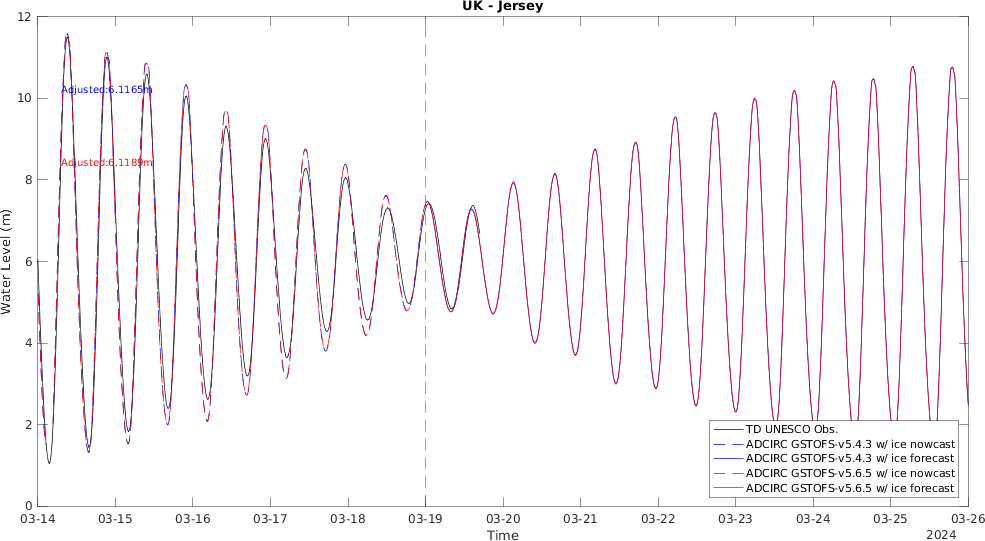 UK - Jersey
12
10
8
6
4
2
0
Water Level (m)
Adjusted:6.1165m
Adjusted:6.1189m
TD UNESCO Obs.
ADCIRC GSTOFS-v5.4.3 w/ ice nowcast
ADCIRC GSTOFS-v5.4.3 w/ ice forecast
ADCIRC GSTOFS-v5.6.5 w/ ice nowcast
ADCIRC GSTOFS-v5.6.5 w/ ice forecast
03-14 03-15 03-16 03-17 03-18 03-19 03-20 03-21 03-22 03-23 03-24 03-25 03-26
Time
2024